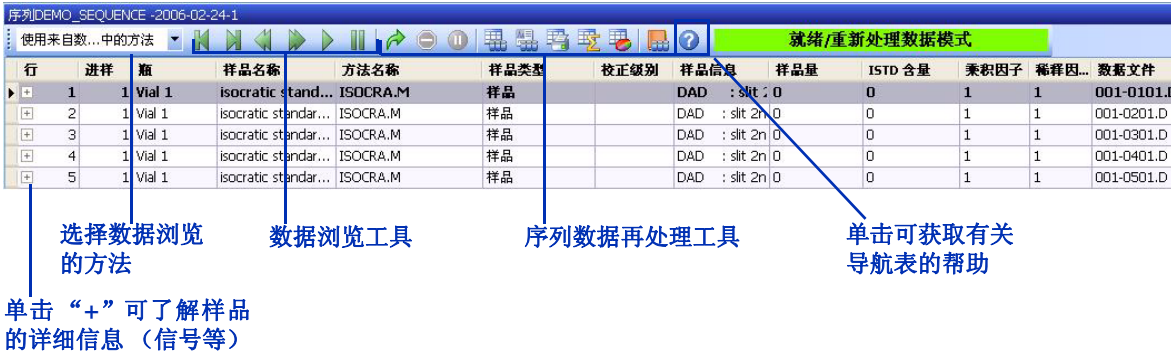 序列DEMO_SEQUENCE -2006-02-24-1
使用来自数...中的方法 就绪/重新处理数据模式
行 进样 瓶 样品名称 方法名称 样品类型 校正级别 样品信息 样品量 ISTD 含量 乘积因子 稀释因... 数据文件
1 1 Vial 1 isocratic stand... ISOCRA.M 样品 DAD : slit 2 0 0 1 1 001-0101.D
2 1 Vial 1 isocratic standar... ISOCRA.M 样品 DAD : slit 2n 0 0 1 1 001-0201.D
3 1 Vial 1 isocratic standar... ISOCRA.M 样品 DAD : slit 2n 0 0 1 1 001-0301.D
4 1 Vial 1 isocratic standar... ISOCRA.M 样品 DAD : slit 2n 0 0 1 1 001-0401.D
5 1 Vial 1 isocratic standar... ISOCRA.M 样品 DAD : slit 2n 0 0 1 1 001-0501.D
选择数据浏览
的方法
数据浏览工具
序列数据再处理工具
单击可获取有关
导航表的帮助
单击“+”可了解样品
的详细信息（信号等）